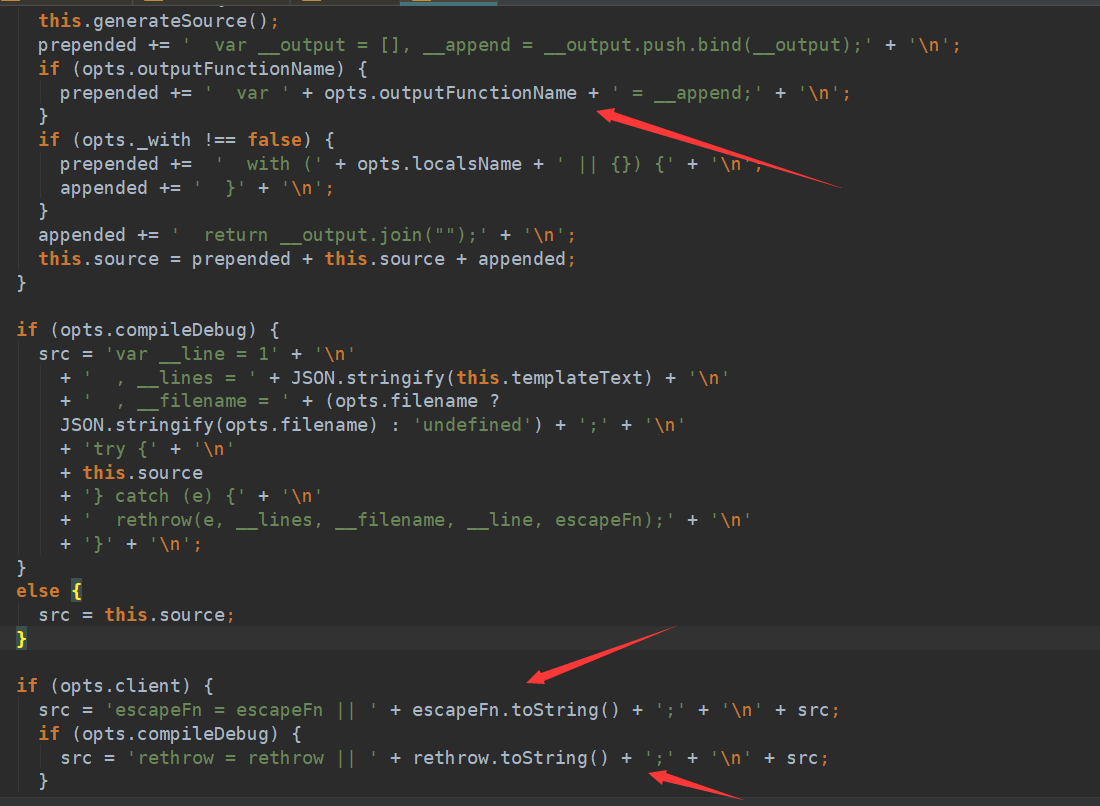 this.generateSource();
prepended += '  var __output = [], __append = __output.push.bind(__output);' + '\n';
if (opts.outputFunctionName) {
prepended += '  var ' + opts.outputFunctionName + ' = __append;' + '\n';
}
if (opts._with !== false) {
prepended +=  '  with (' + opts.localsName + ' || {}) {' + '\n';
appended += '  }' + '\n';
}
appended += '  return __output.join("");' + '\n';
this.source = prepended + this.source + appended;
}
if (opts.compileDebug) {
src = 'var __line = 1' + '\n'
+ '  , __lines = ' + JSON.stringify(this.templateText) + '\n'
+ '  , __filename = ' + (opts.filename ?
JSON.stringify(opts.filename) : 'undefined') + ';' + '\n'
+ 'try {' + '\n'
+ this.source
+ '} catch (e) {' + '\n'
+ '  rethrow(e, __lines, __filename, __line, escapeFn);' + '\n'
+ '}' + '\n';
}
else {
src = this.source;
}
if (opts.client) {
src = 'escapeFn = escapeFn || ' + escapeFn.toString() + ';' + '\n' + src;
if (opts.compileDebug) {
src = 'rethrow = rethrow || ' + rethrow.toString() + ';' + '\n' + src;
}